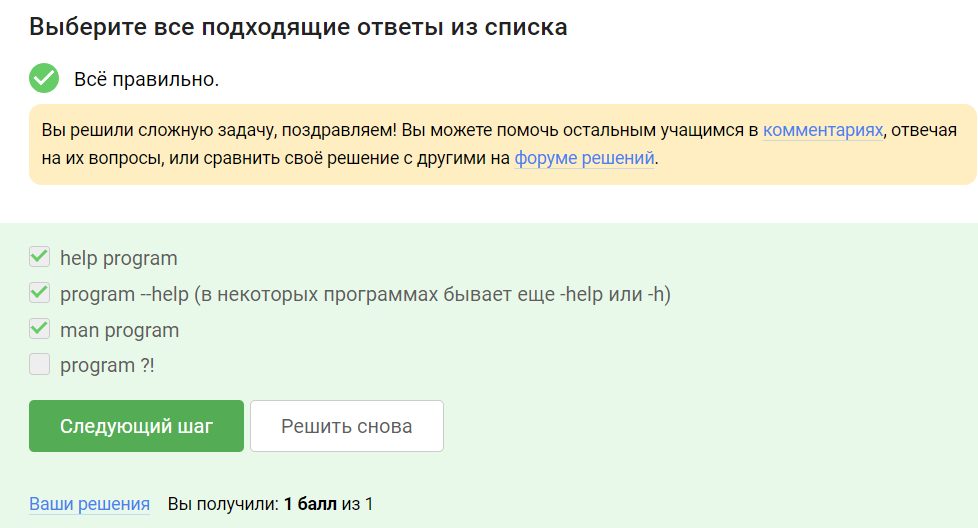 Выберите все подходящие ответы из списка
Всё правильно.
Вы решили сложную задачу, поздравляем! Вы можете помочь остальным учащимся в комментариях, отвечая
на их вопросы, или сравнить своё решение с другими на форуме решений.
help program
program --help (в некоторых программах бывает еще -help или -h)
man program
program ?!
Следующий шаг Решить снова
Ваши решения Вы получили: 1 балл из 1